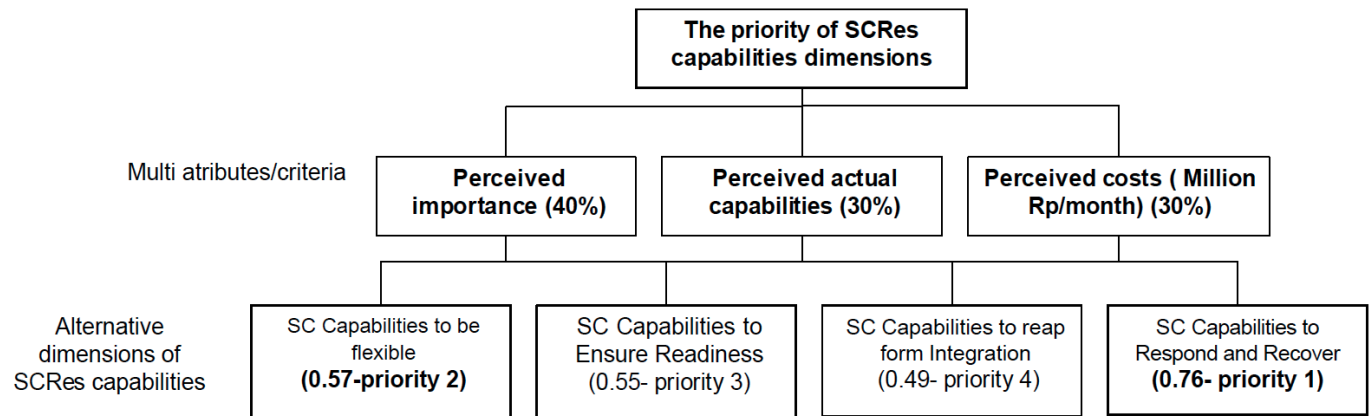 The priority of SCRes
capabilities dimensions
Multi atributes/criteria
Perceived
importance (40%)
Perceived actual
capabilities (30%)
Perceived costs ( Million
Rp/month) (30%)
Alternative
dimensions of
SCRes capabilities
SC Capabilities to be
flexible
(0.57-priority 2)
SC Capabilities to
Ensure Readiness
(0.55- priority 3)
SC Capabilities to reap
form Integration
(0.49- priority 4)
SC Capabilities to
Respond and Recover
(0.76- priority 1)